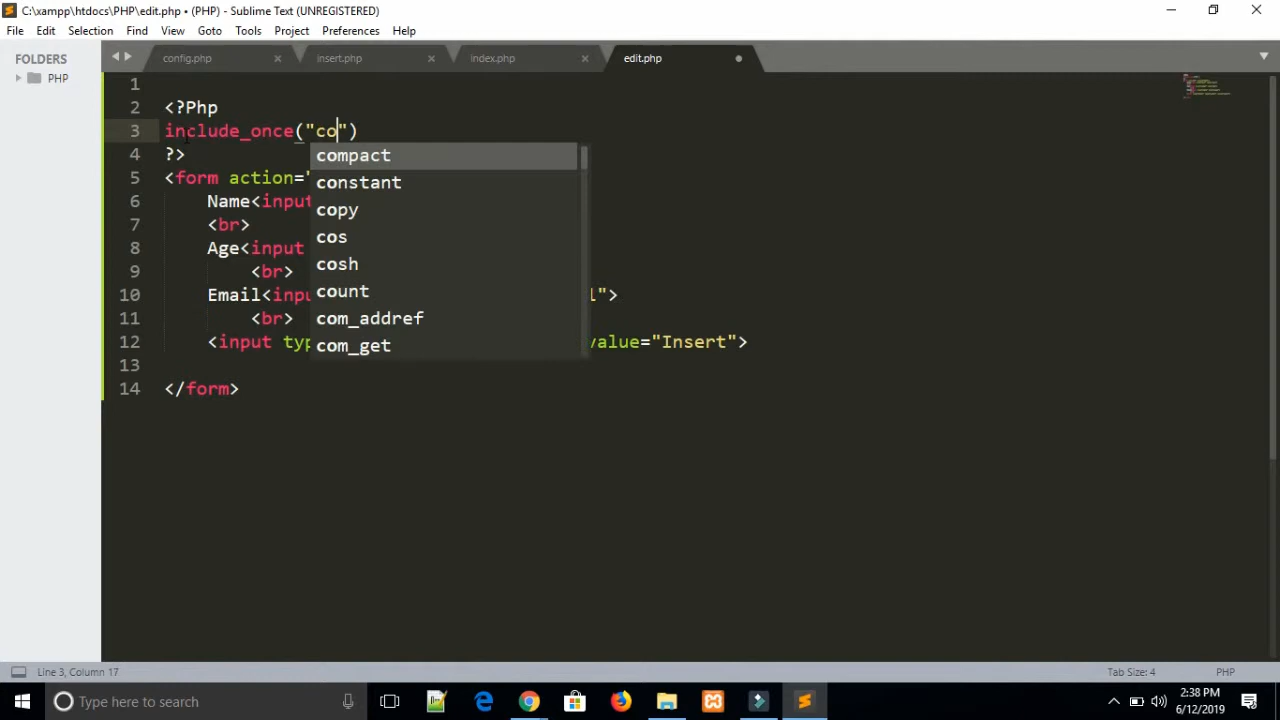 C:\xampp\htdocs\PHP\edit.php • (PHP) - Sublime Text (UNREGISTERED)
File Edit Selection View Goto Tools Project Preferences Help
FOLDERS
PHP
config.php insert.php index.php edit.php
1
2 <?Php
3 include_once("co")
4 ?>
5 <form action="
6 Name<input
7 <br>
8 Age<input
9 <br>
10 Email<inpu l">
11 <br>
12 <input typ value="Insert">
13
14 </form>
compact
constant
copy
cos
cosh
count
com_addref
com_get
Line 3, Column 17 Tab Size: 4 PHP
Type here to search
2:38 PM
6/12/2019